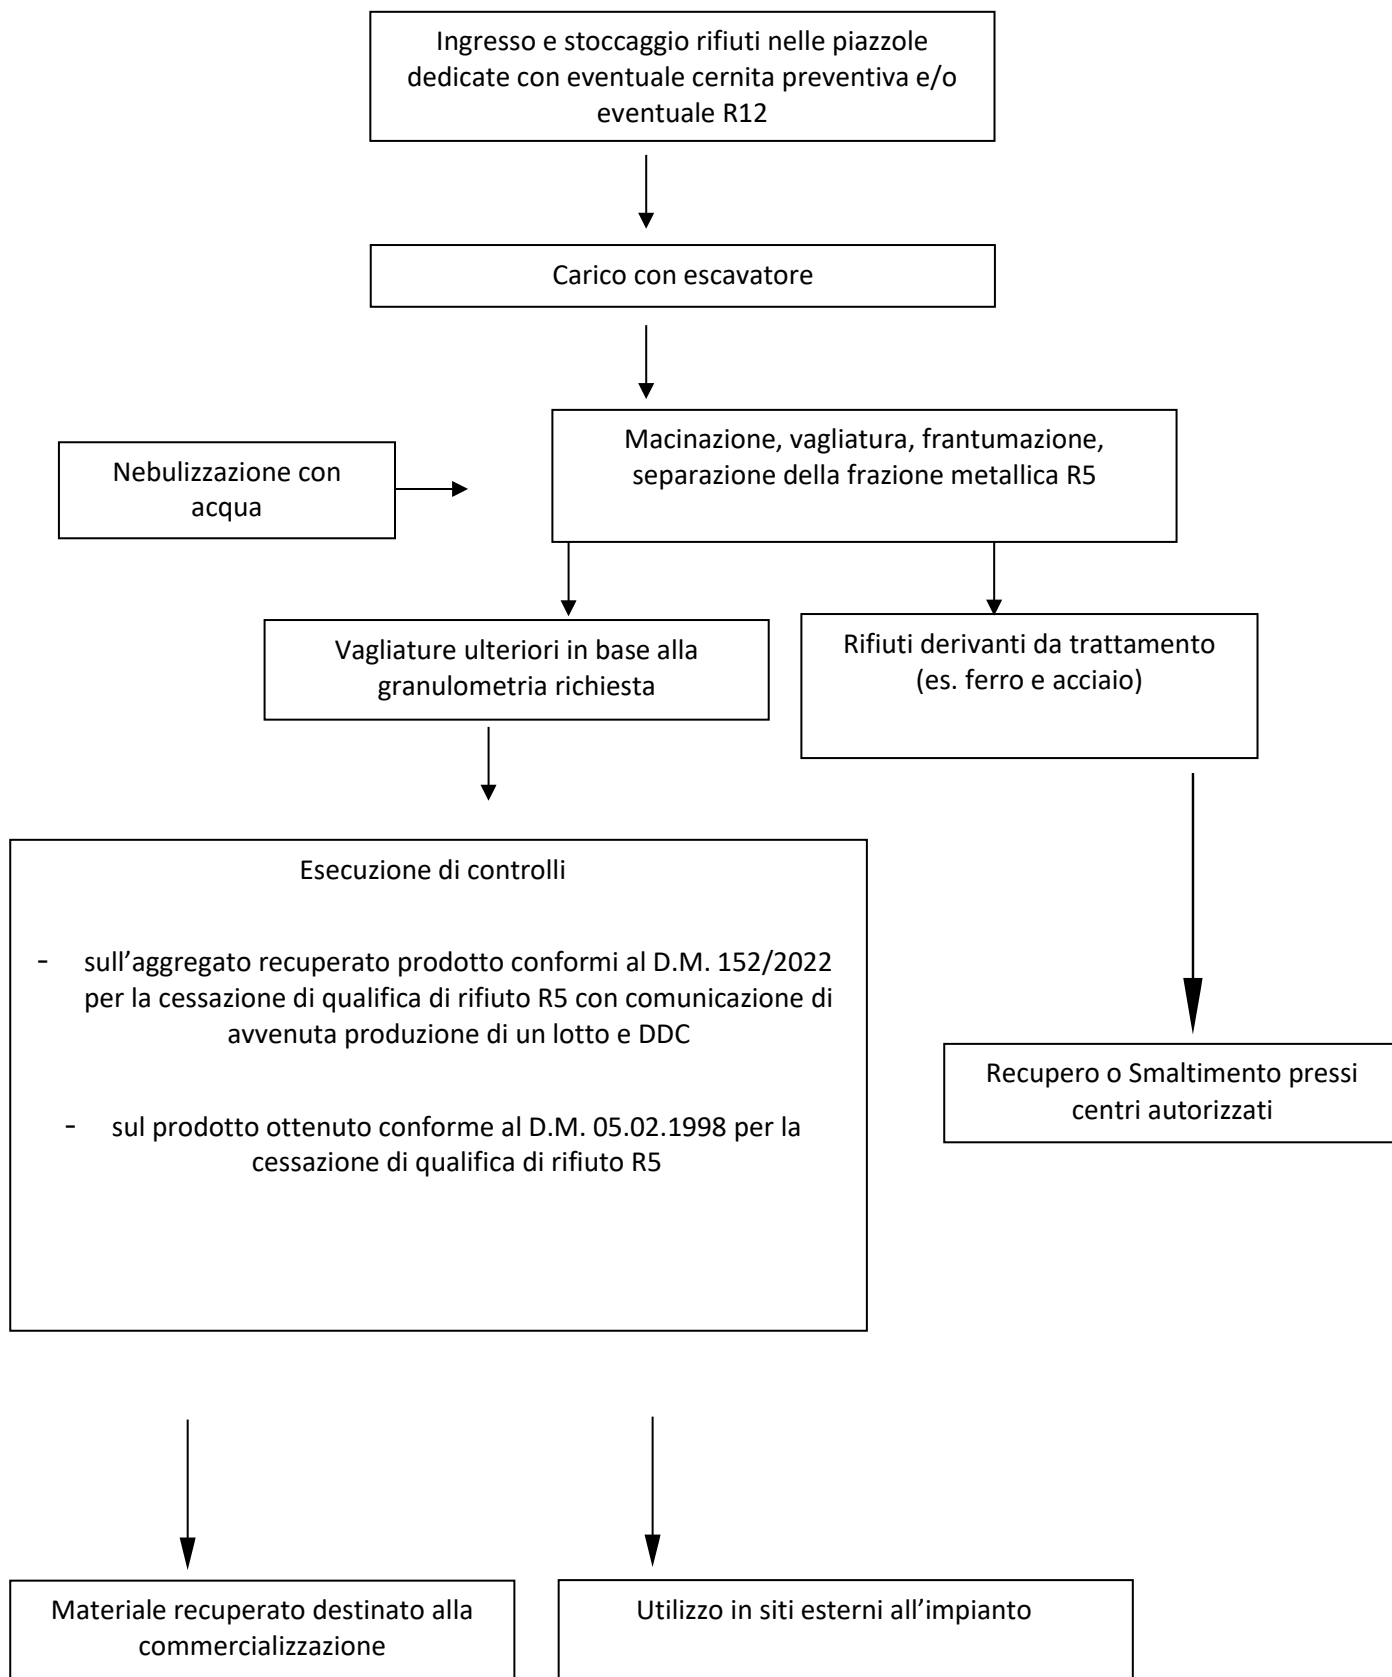 Ingresso e stoccaggio rifiuti nelle piazzole
dedicate con eventuale cernita preventiva e/o
eventuale R12
Carico con escavatore
Macinazione, vagliatura, frantumazione,
separazione della frazione metallica R5
Nebulizzazione con
acqua
Vagliature ulteriori in base alla
granulometria richiesta
Rifiuti derivanti da trattamento
(es. ferro e acciaio)
Esecuzione di controlli
- sull’aggregato recuperato prodotto conformi al D.M. 152/2022
per la cessazione di qualifica di rifiuto R5 con comunicazione di
avvenuta produzione di un lotto e DDC
- sul prodotto ottenuto conforme al D.M. 05.02.1998 per la
cessazione di qualifica di rifiuto R5
Recupero o Smaltimento pressi
centri autorizzati
Materiale recuperato destinato alla
commercializzazione
Utilizzo in siti esterni all’impianto